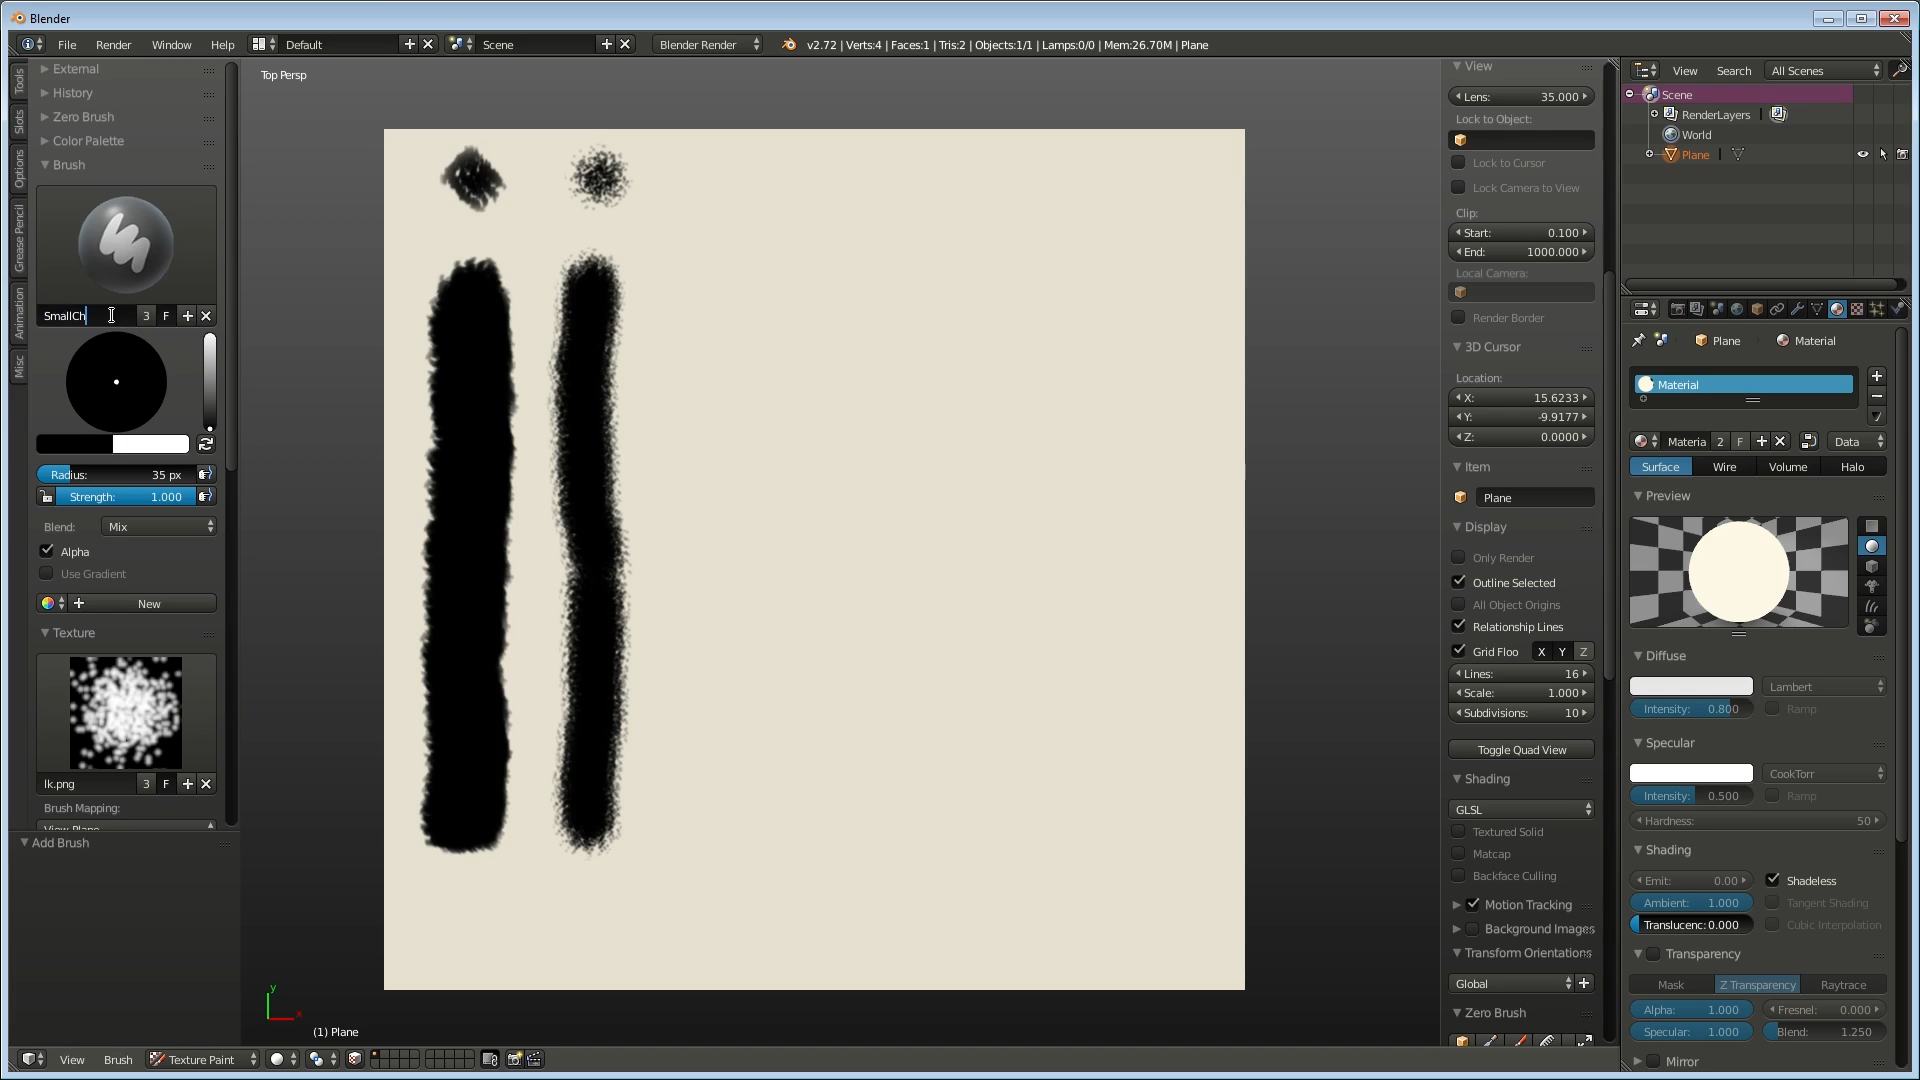 Blender
File Render Window Help Default Scene Blender Render v2.72 | Verts:4 | Faces:1 | Tris:2 | Objects:1/1 | Lamps:0/0 | Mem:26.70M | Plane
Tools
Slots
Options
Grease Pencil
Animation
Misc
External
History
Zero Brush
Color Palette
Brush
SmallCh 3 F
Radius: 35 px
Strength: 1.000
Blend: Mix
Alpha
Use Gradient
New
Texture
lk.png 3 F
Brush Mapping:
View Plane
Add Brush
Top Persp
y
x
(1) Plane
View Brush Texture Paint
View
Lens: 35.000
Lock to Object:
Lock to Cursor
Lock Camera to View
Clip:
Start: 0.100
End: 1000.000
Local Camera:
Render Border
3D Cursor
Location:
X: 15.6233
Y: -9.9177
Z: 0.0000
Item
Plane
Display
Only Render
Outline Selected
All Object Origins
Relationship Lines
Grid Floo X Y Z
Lines: 16
Scale: 1.000
Subdivisions: 10
Toggle Quad View
Shading
GLSL
Textured Solid
Matcap
Backface Culling
Motion Tracking
Background Images
Transform Orientations
Global
Zero Brush
View Search All Scenes
Scene
RenderLayers |
World
Plane |
Plane Material
Material
Materia 2 F Data
Surface Wire Volume Halo
Preview
Diffuse
Lambert
Intensity: 0.800 Ramp
Specular
CookTorr
Intensity: 0.500 Ramp
Hardness: 50
Shading
Emit: 0.00 Shadeless
Ambient: 1.000 Tangent Shading
Translucenc: 0.000 Cubic Interpolation
Transparency
Mask Z Transparency Raytrace
Alpha: 1.000 Fresnel: 0.000
Specular: 1.000 Blend: 1.250
Mirror